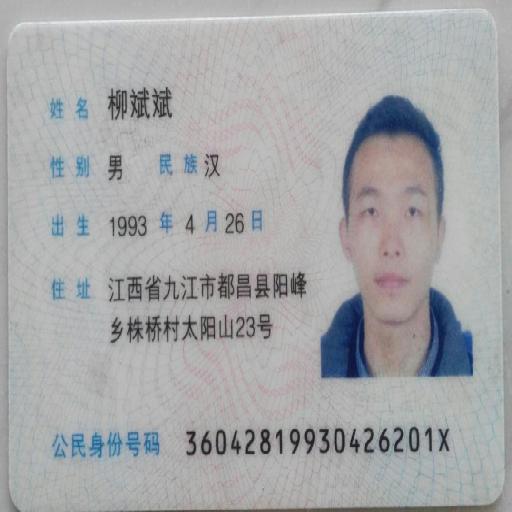 姓名 柳斌斌
性别 男 民族 汉
出生 1993 年 4 月 26 日
住址 江西省九江市都昌县阳峰
乡株桥村太阳山23号
公民身份号码 36042819930426201X